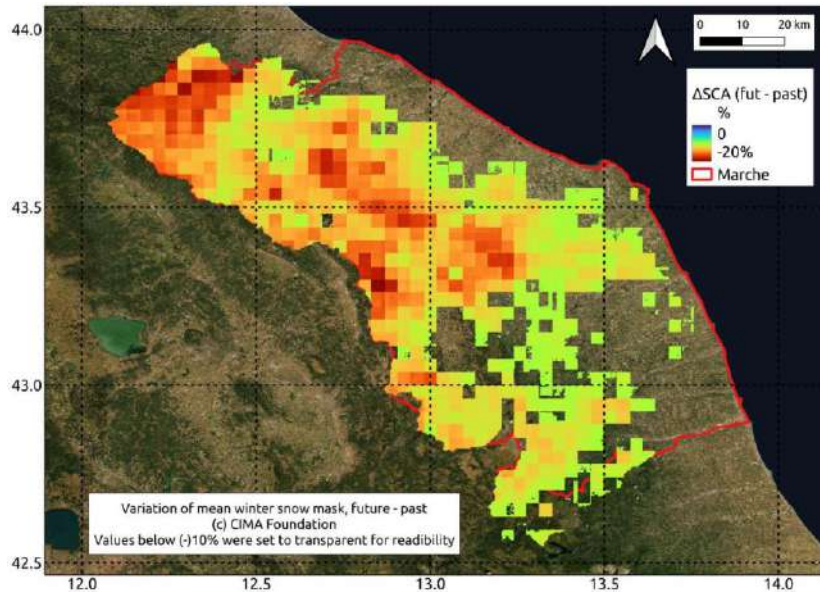 44.0
43.5
43.0
42.5
12.0 12.5 13.0 13.5 14.0
0 10 20 km
ΔSCA (fut - past)
%
0
-20%
Marche
Variation of mean winter snow mask, future - past
(c) CIMA Foundation
Values below (-)10% were set to transparent for readibility